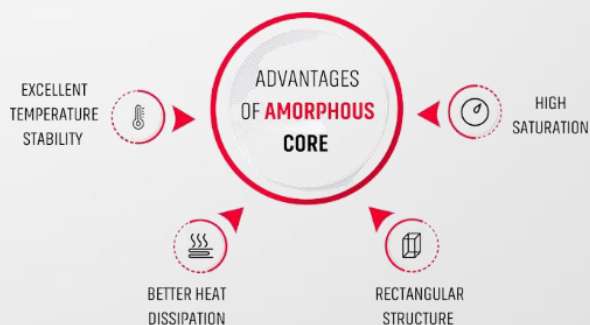 ADVANTAGES
OF AMORPHOUS
CORE
EXCELLENT
TEMPERATURE
STABILITY
HIGH
SATURATION
BETTER HEAT
DISSIPATION
RECTANGULAR
STRUCTURE